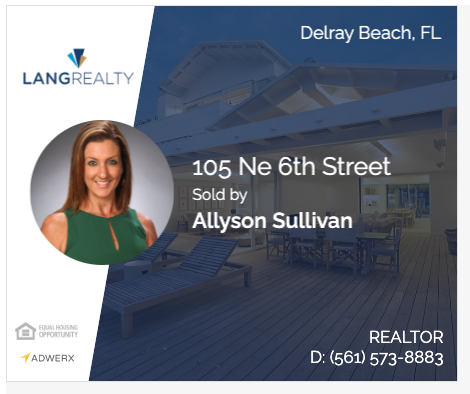 Delray Beach, FL
LANGREALTY
105 Ne 6th Street
Sold by
Allyson Sullivan
EQUAL HOUSING
OPPORTUNITY
ADWERX
REALTOR
D: (561) 573-8883